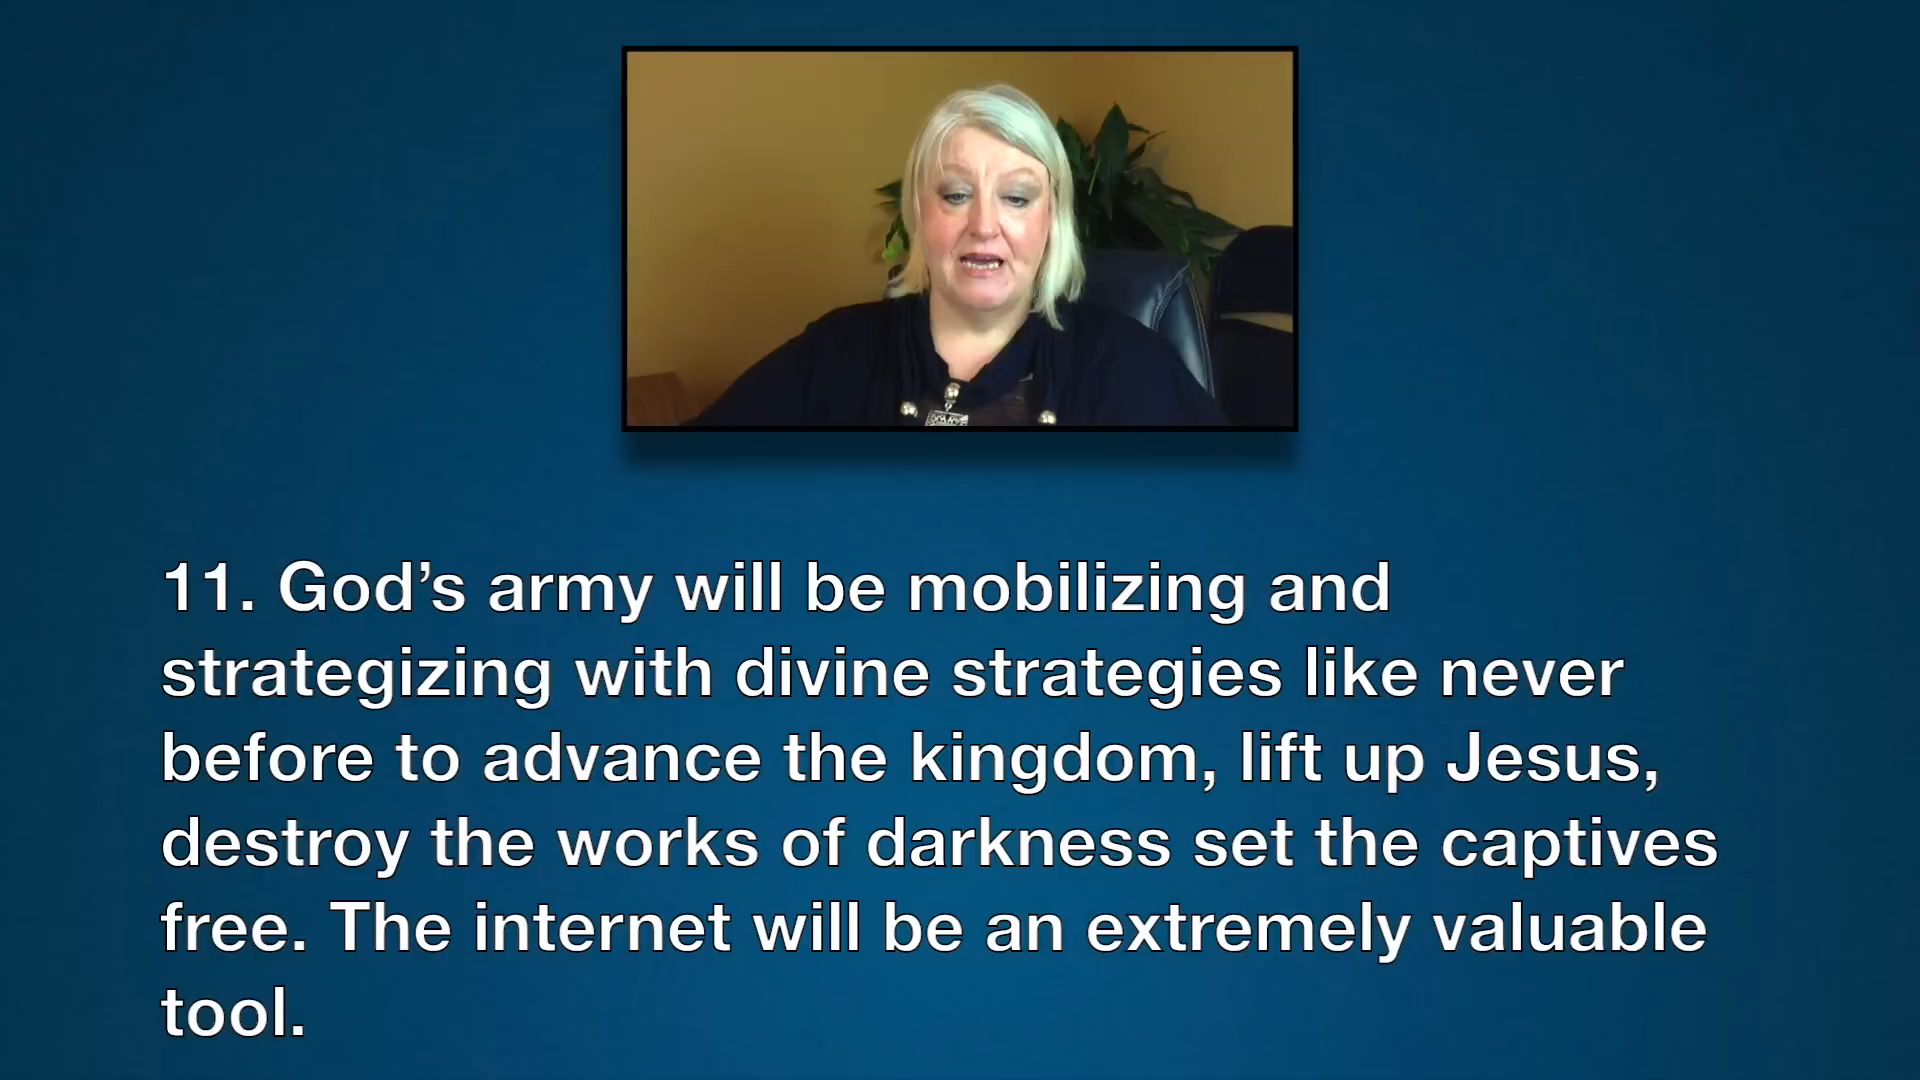 11. God’s army will be mobilizing and
strategizing with divine strategies like never
before to advance the kingdom, lift up Jesus,
destroy the works of darkness set the captives
free. The internet will be an extremely valuable
tool.